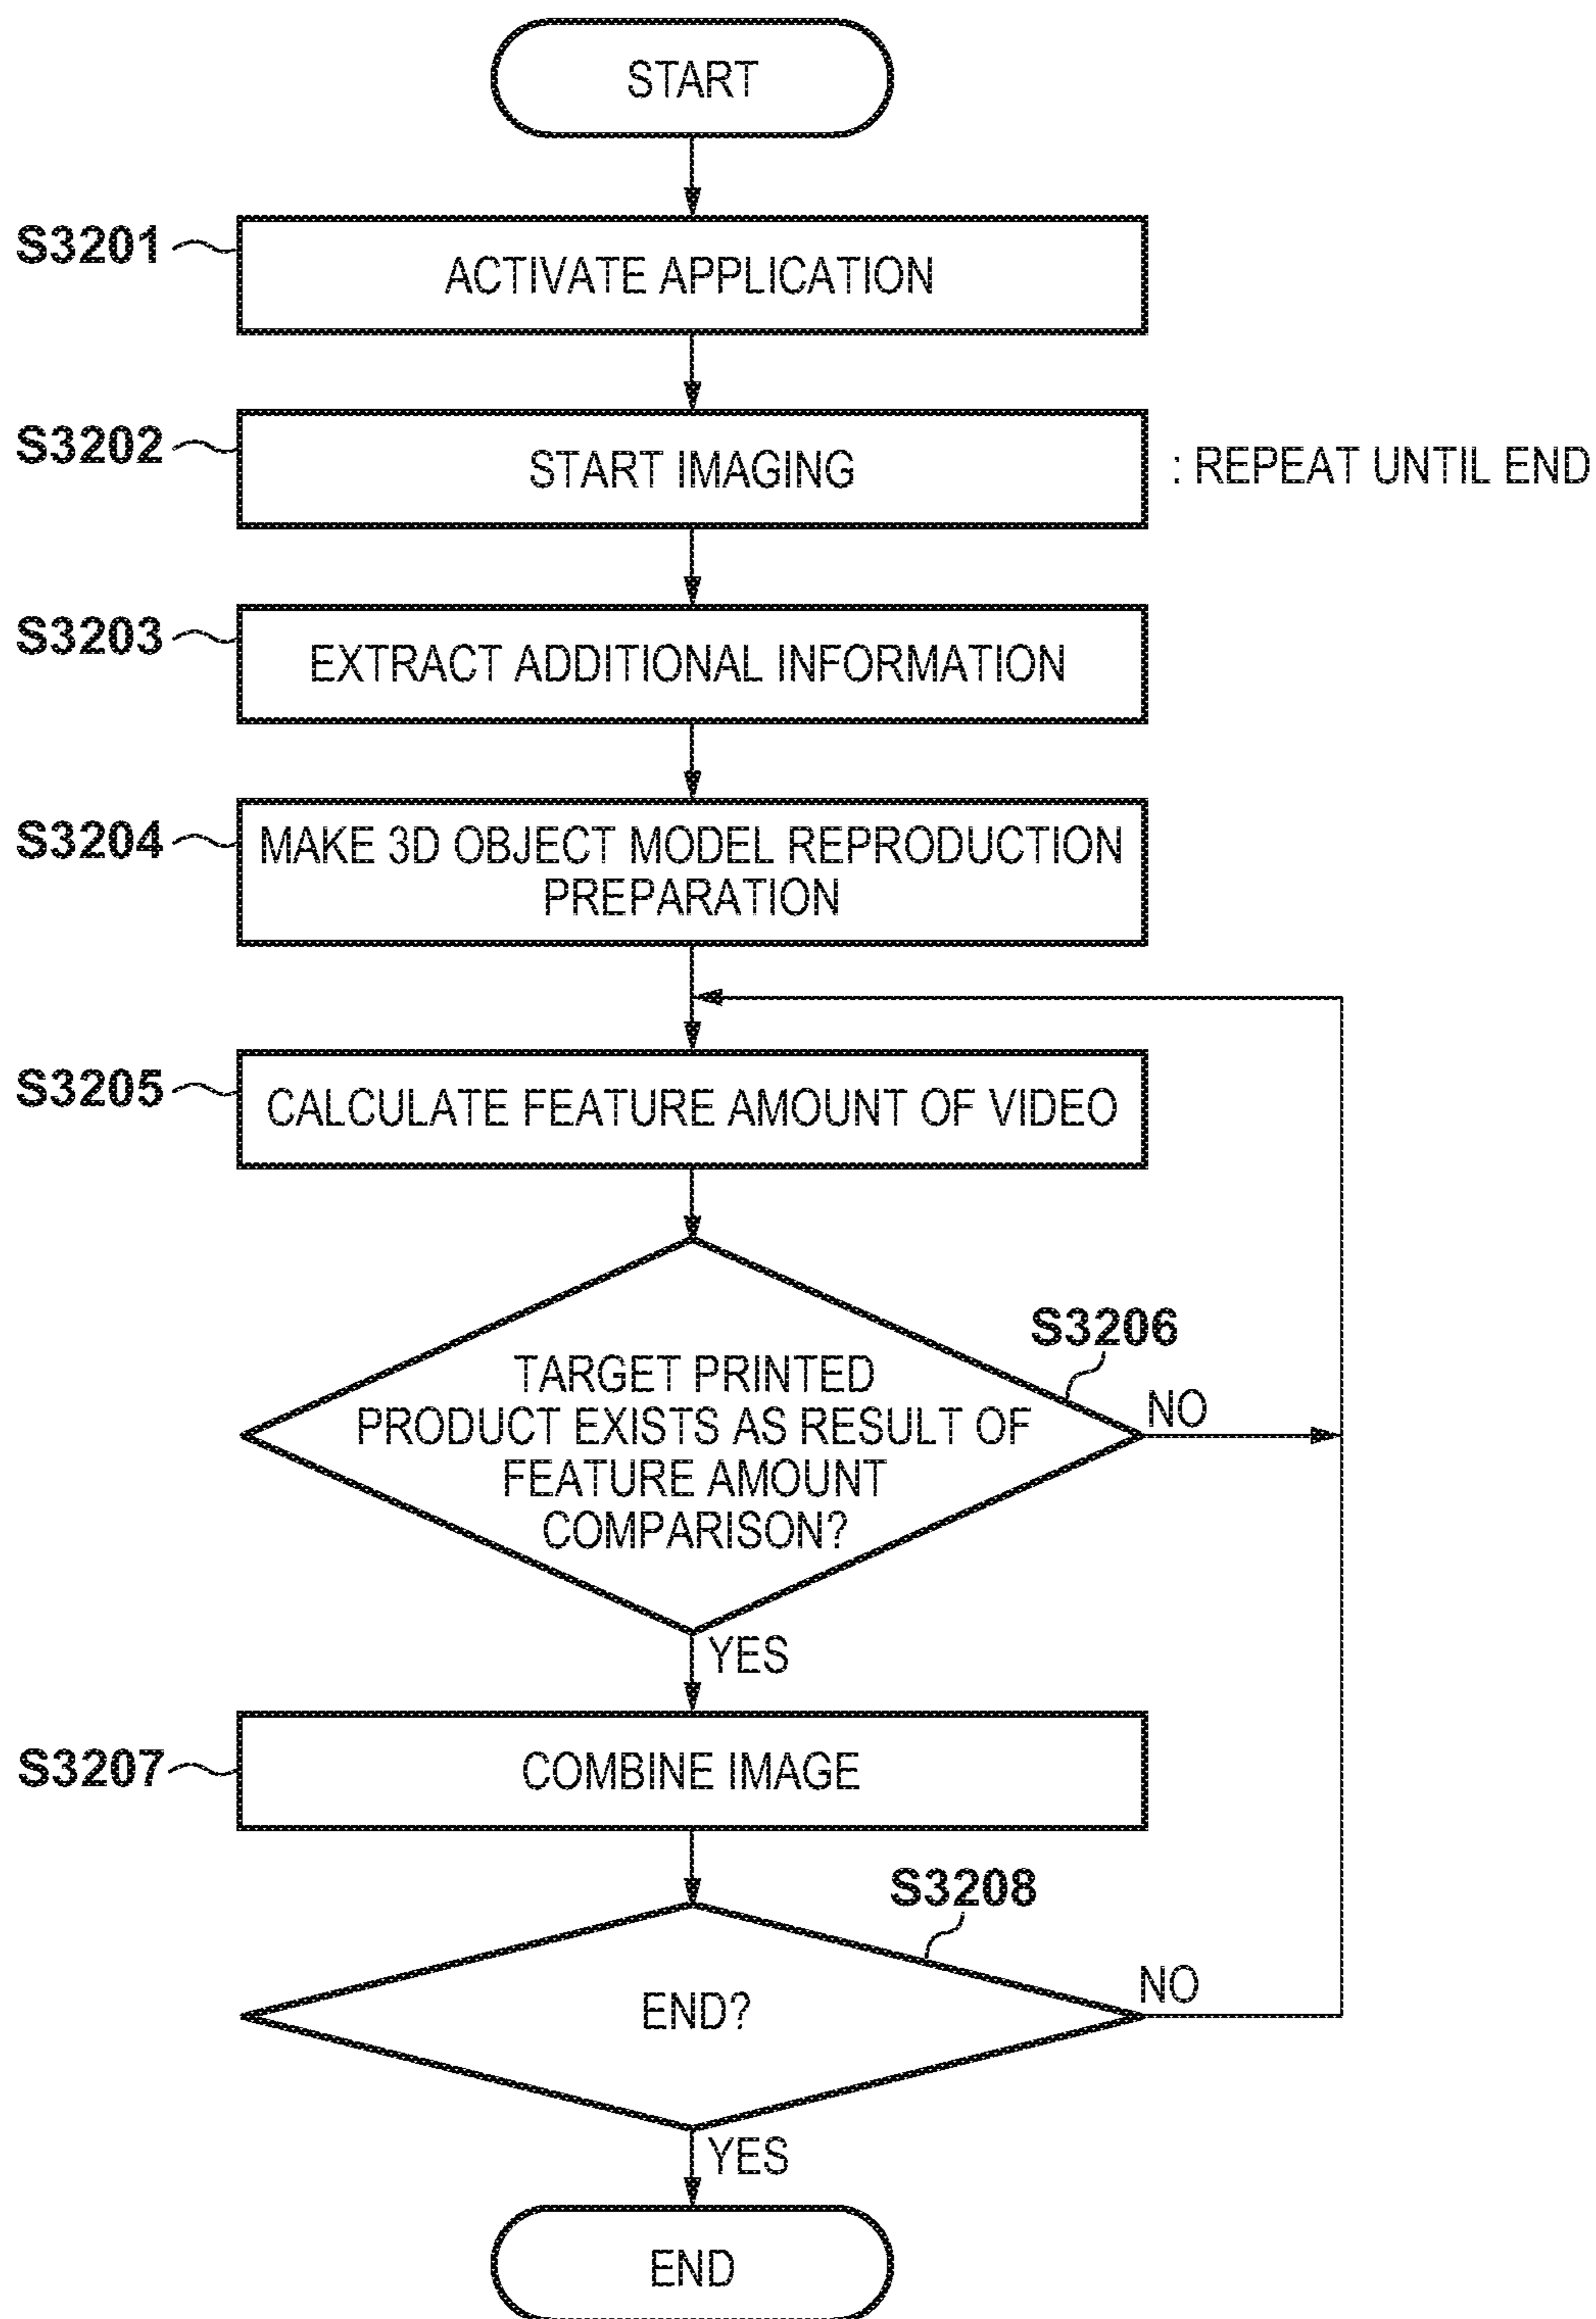 START
S3201
ACTIVATE APPLICATION
S3202
START IMAGING
: REPEAT UNTIL END
S3203
EXTRACT ADDITIONAL INFORMATION
S3204
MAKE 3D OBJECT MODEL REPRODUCTION
PREPARATION
S3205
CALCULATE FEATURE AMOUNT OF VIDEO
S3206
TARGET PRINTED
PRODUCT EXISTS AS RESULT OF
FEATURE AMOUNT
COMPARISON?
NO
YES
S3207
COMBINE IMAGE
S3208
END?
NO
YES
END